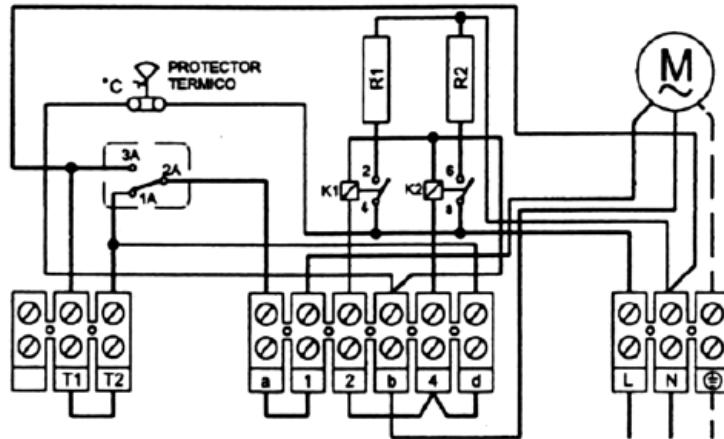 PROTECTOR
°C TERMICO
R1
R2
M
~
3A
2A
1A
K1
2
4
K2
6
8
T1
T2
a
1
2
b
4
d
L
N